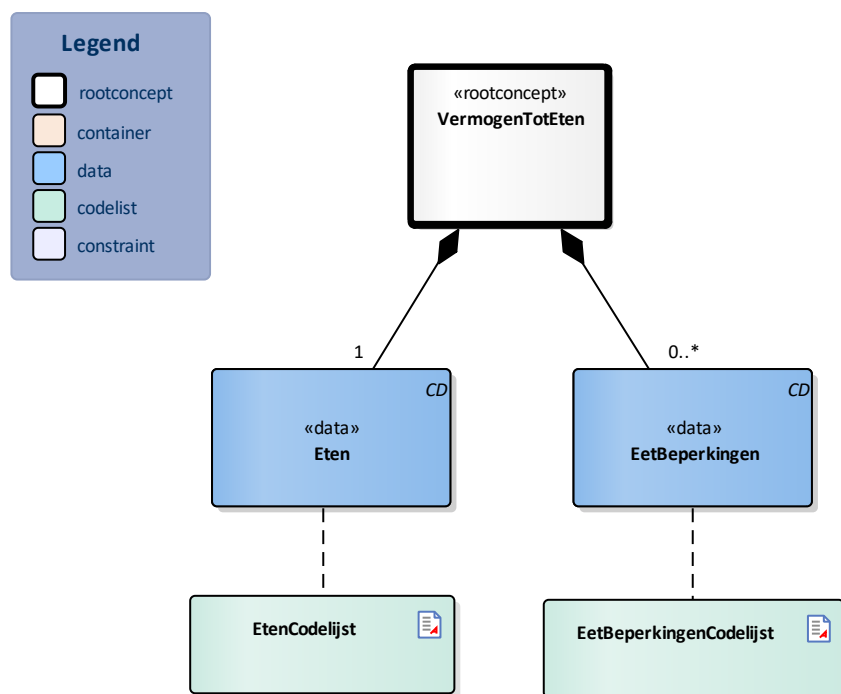 Legend
rootconcept
container
data
codelist
constraint
«rootconcept»
VermogenTotEten
1
0..*
CD
«data»
Eten
CD
«data»
EetBeperkingen
EtenCodelijst
EetBeperkingenCodelijst